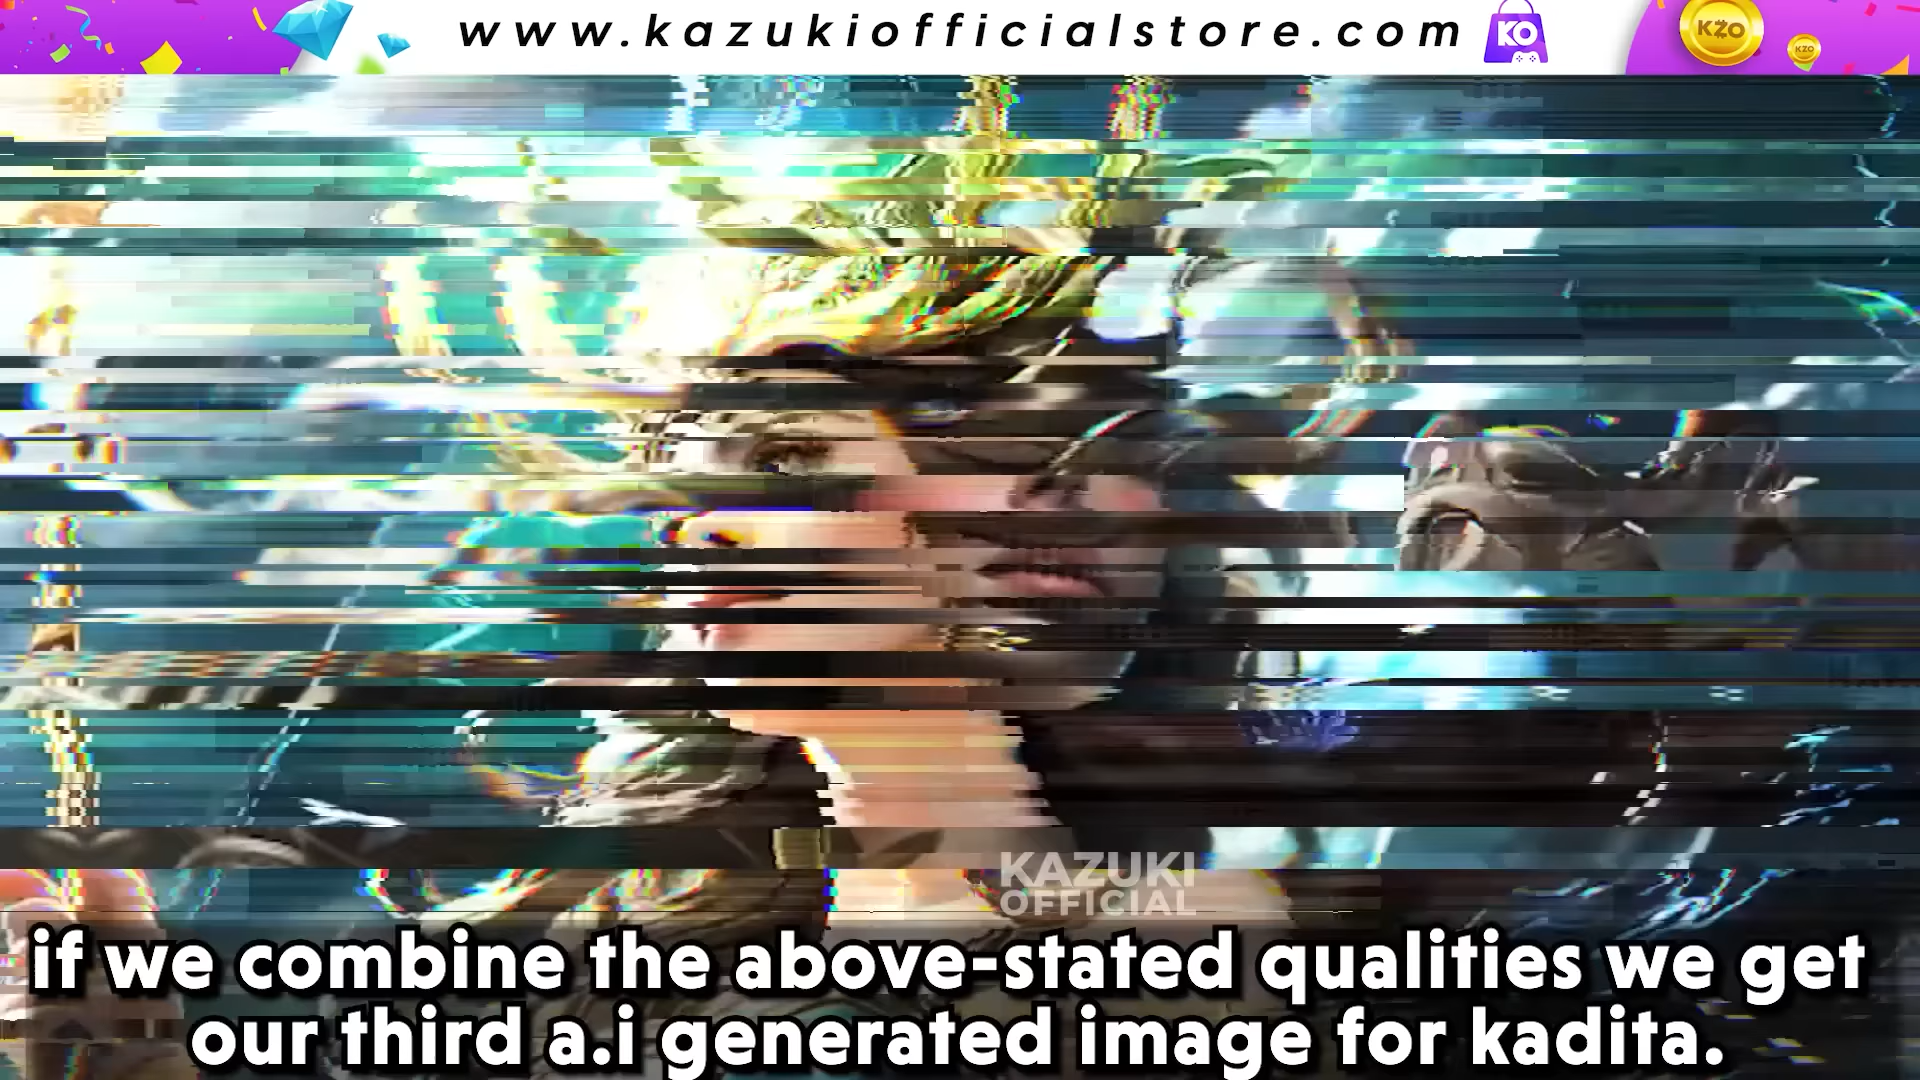 www.kazukiofficialstore.com
KO
KZO
KZO
KAZUKI
OFFICIAL
if we combine the above-stated qualities we get
our third a.i generated image for kadita.